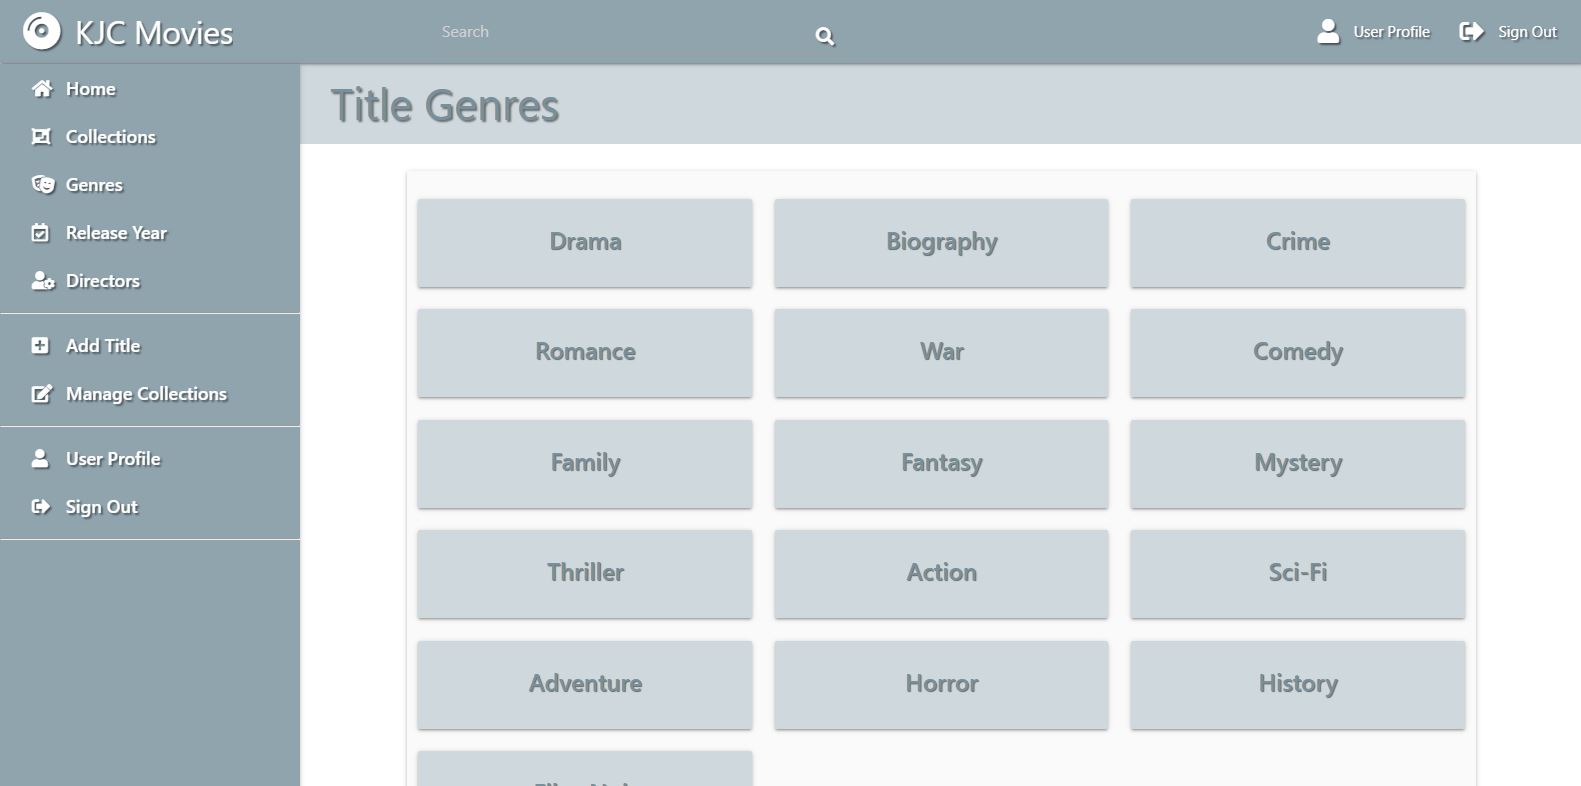 KJC Movies
Search
User Profile
Sign Out
Home
Collections
Genres
Release Year
Directors
Add Title
Manage Collections
User Profile
Sign Out
Title Genres
Drama
Biography
Crime
Romance
War
Comedy
Family
Fantasy
Mystery
Thriller
Action
Sci-Fi
Adventure
Horror
History